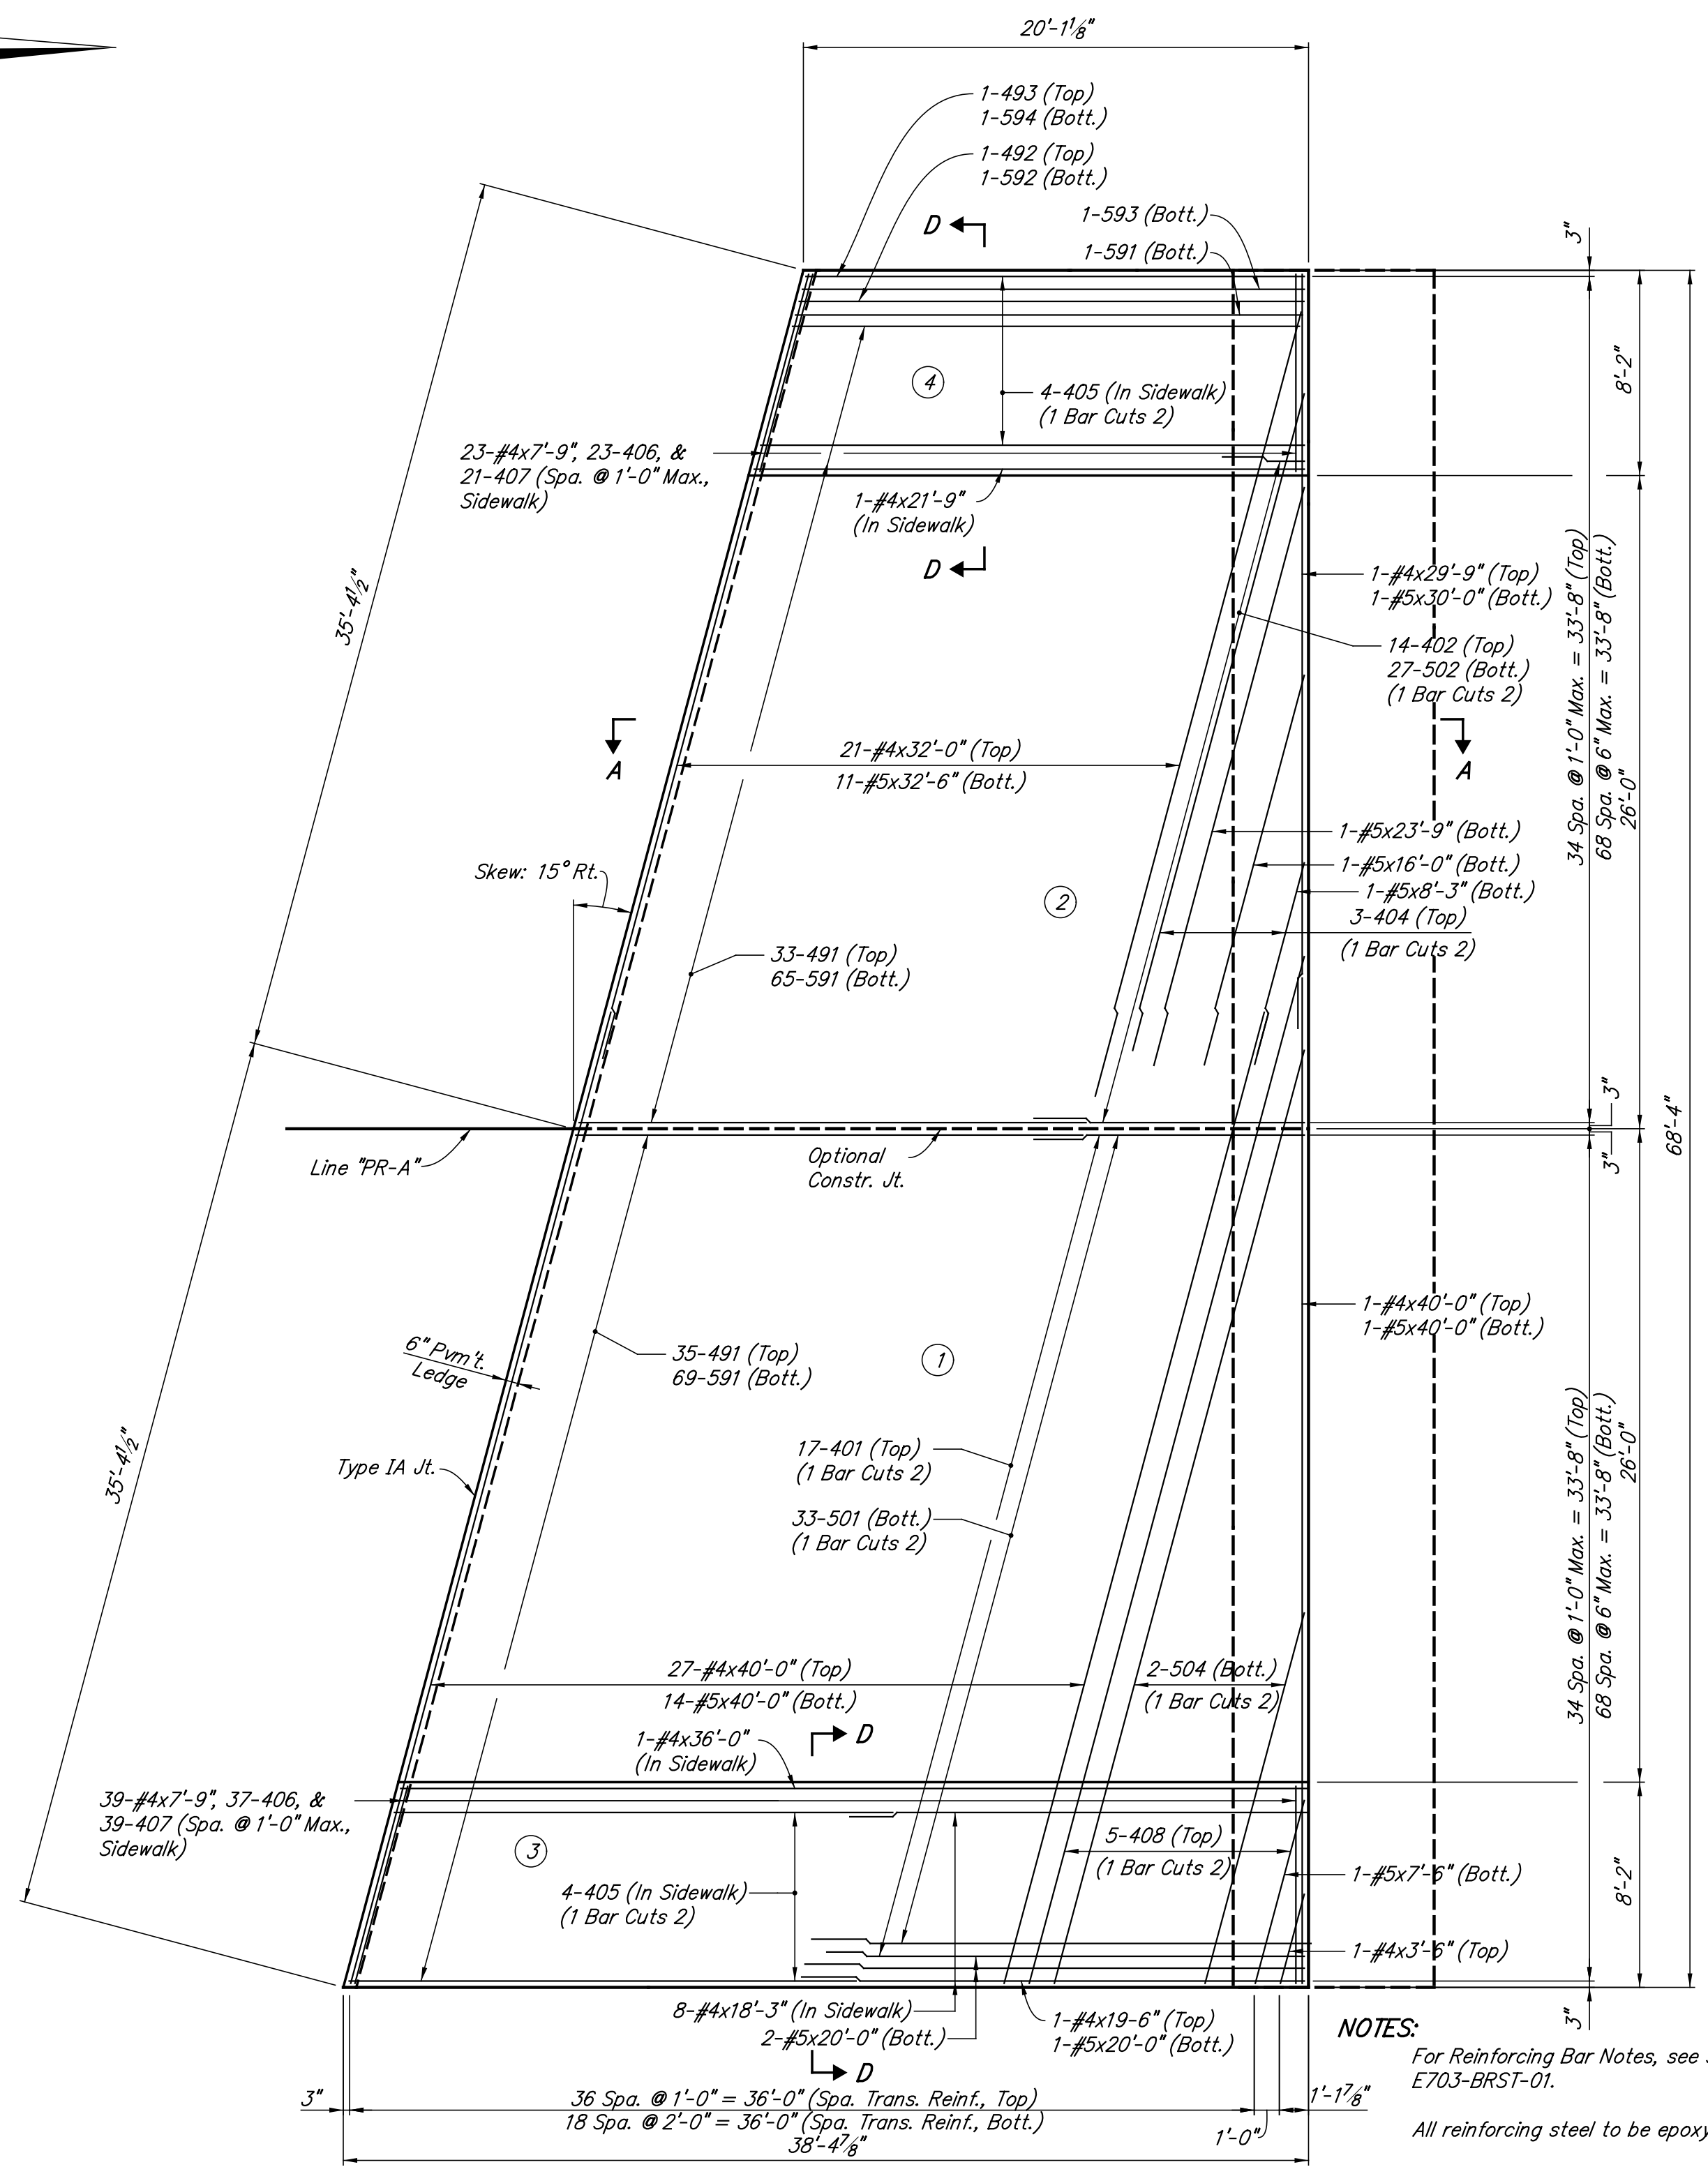 20'-1⅛"
1-493 (Top)
1-594 (Bott.)
1-492 (Top)
1-592 (Bott.)
1-593 (Bott.)
1-591 (Bott.)
D
3"
8'-2"
4
4-405 (In Sidewalk)
(1 Bar Cuts 2)
23-#4x7'-9", 23-406, &
21-407 (Spa. @ 1'-0" Max.,
Sidewalk)
1-#4x21'-9"
(In Sidewalk)
D
35'-4½"
1-#4x29'-9" (Top)
1-#5x30'-0" (Bott.)
14-402 (Top)
27-502 (Bott.)
(1 Bar Cuts 2)
34 Spa. @ 1'-0" Max. = 33'-8" (Top)
68 Spa. @ 6" Max. = 33'-8" (Bott.)
26'-0"
A
A
21-#4x32'-0" (Top)
11-#5x32'-6" (Bott.)
1-#5x23'-9" (Bott.)
1-#5x16'-0" (Bott.)
1-#5x8'-3" (Bott.)
3-404 (Top)
(1 Bar Cuts 2)
Skew: 15° Rt.
2
33-491 (Top)
65-591 (Bott.)
3"
3"
68'-4"
Line "PR-A"
Optional
Constr. Jt.
6" Pvm't.
Ledge
35-491 (Top)
69-591 (Bott.)
1
1-#4x40'-0" (Top)
1-#5x40'-0" (Bott.)
35'-4½"
Type IA Jt.
17-401 (Top)
(1 Bar Cuts 2)
33-501 (Bott.)
(1 Bar Cuts 2)
34 Spa. @ 1'-0" Max. = 33'-8" (Top)
68 Spa. @ 6" Max. = 33'-8" (Bott.)
26'-0"
27-#4x40'-0" (Top)
14-#5x40'-0" (Bott.)
2-504 (Bott.)
(1 Bar Cuts 2)
D
1-#4x36'-0"
(In Sidewalk)
39-#4x7'-9", 37-406, &
39-407 (Spa. @ 1'-0" Max.,
Sidewalk)
3
5-408 (Top)
(1 Bar Cuts 2)
1-#5x7'-6" (Bott.)
8'-2"
4-405 (In Sidewalk)
(1 Bar Cuts 2)
1-#4x3'-6" (Top)
8-#4x18'-3" (In Sidewalk)
2-#5x20'-0" (Bott.)
1-#4x19-6" (Top)
1-#5x20'-0" (Bott.)
3"
D
NOTES:
For Reinforcing Bar Notes, see
E703-BRST-01.
All reinforcing steel to be epoxy
3"
36 Spa. @ 1'-0" = 36'-0" (Spa. Trans. Reinf., Top)
18 Spa. @ 2'-0" = 36'-0" (Spa. Trans. Reinf., Bott.)
1'-0"
1'-1⅞"
38'-4⅞"